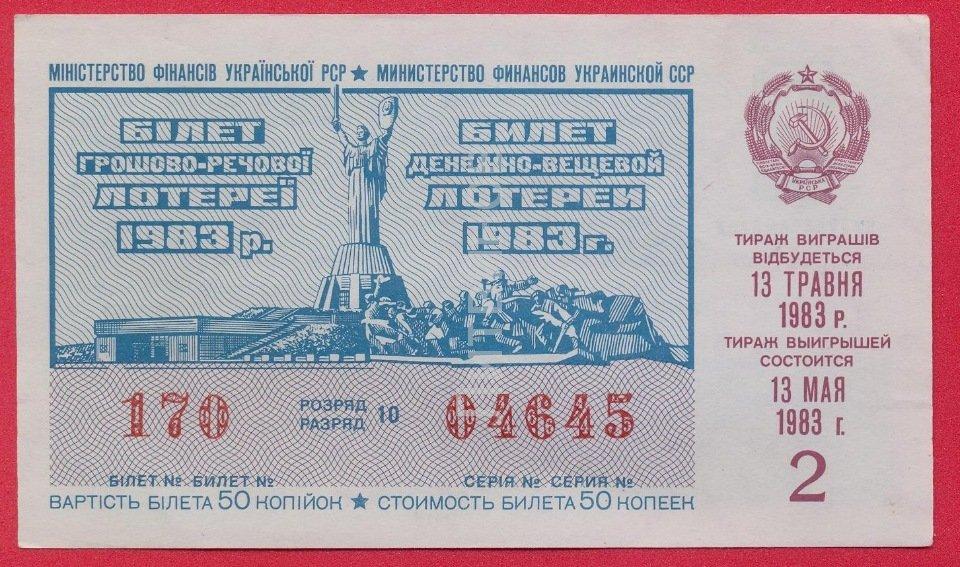 МІНІСТЕРСТВО ФІНАНСІВ УКРАЇНСЬКОЇ РСР ★ МИНИСТЕРСТВО ФИНАНСОВ УКРАИНСКОЙ ССР
БІЛЕТ
ГРОШОВО-РЕЧОВОЇ
ЛОТЕРЕЇ
1983 р.
БИЛЕТ
ДЕНЕЖНО-ВЕЩЕВОЙ
ЛОТЕРЕИ
1983 г.
170
РОЗРЯД
РАЗРЯД
10
04645
БІЛЕТ № БИЛЕТ №
СЕРІЯ № СЕРИЯ №
ВАРТІСТЬ БІЛЕТА 50 КОПІЙОК ★ СТОИМОСТЬ БИЛЕТА 50 КОПЕЕК
УКРАЇНСЬКА
РСР
ТИРАЖ ВИГРАШІВ
ВІДБУДЕТЬСЯ
13 ТРАВНЯ
1983 р.
ТИРАЖ ВЫИГРЫШЕЙ
СОСТОИТСЯ
13 МАЯ
1983 г.
2